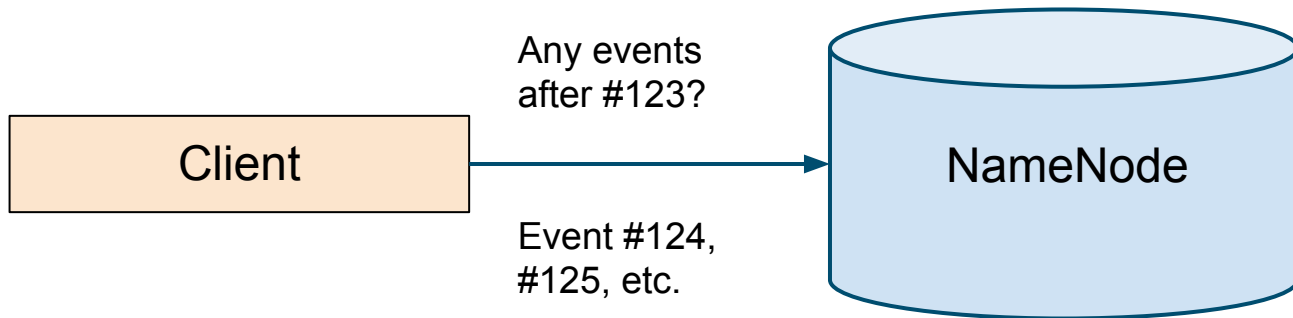 Any events
after #123?
Client
NameNode
Event #124,
#125, etc.